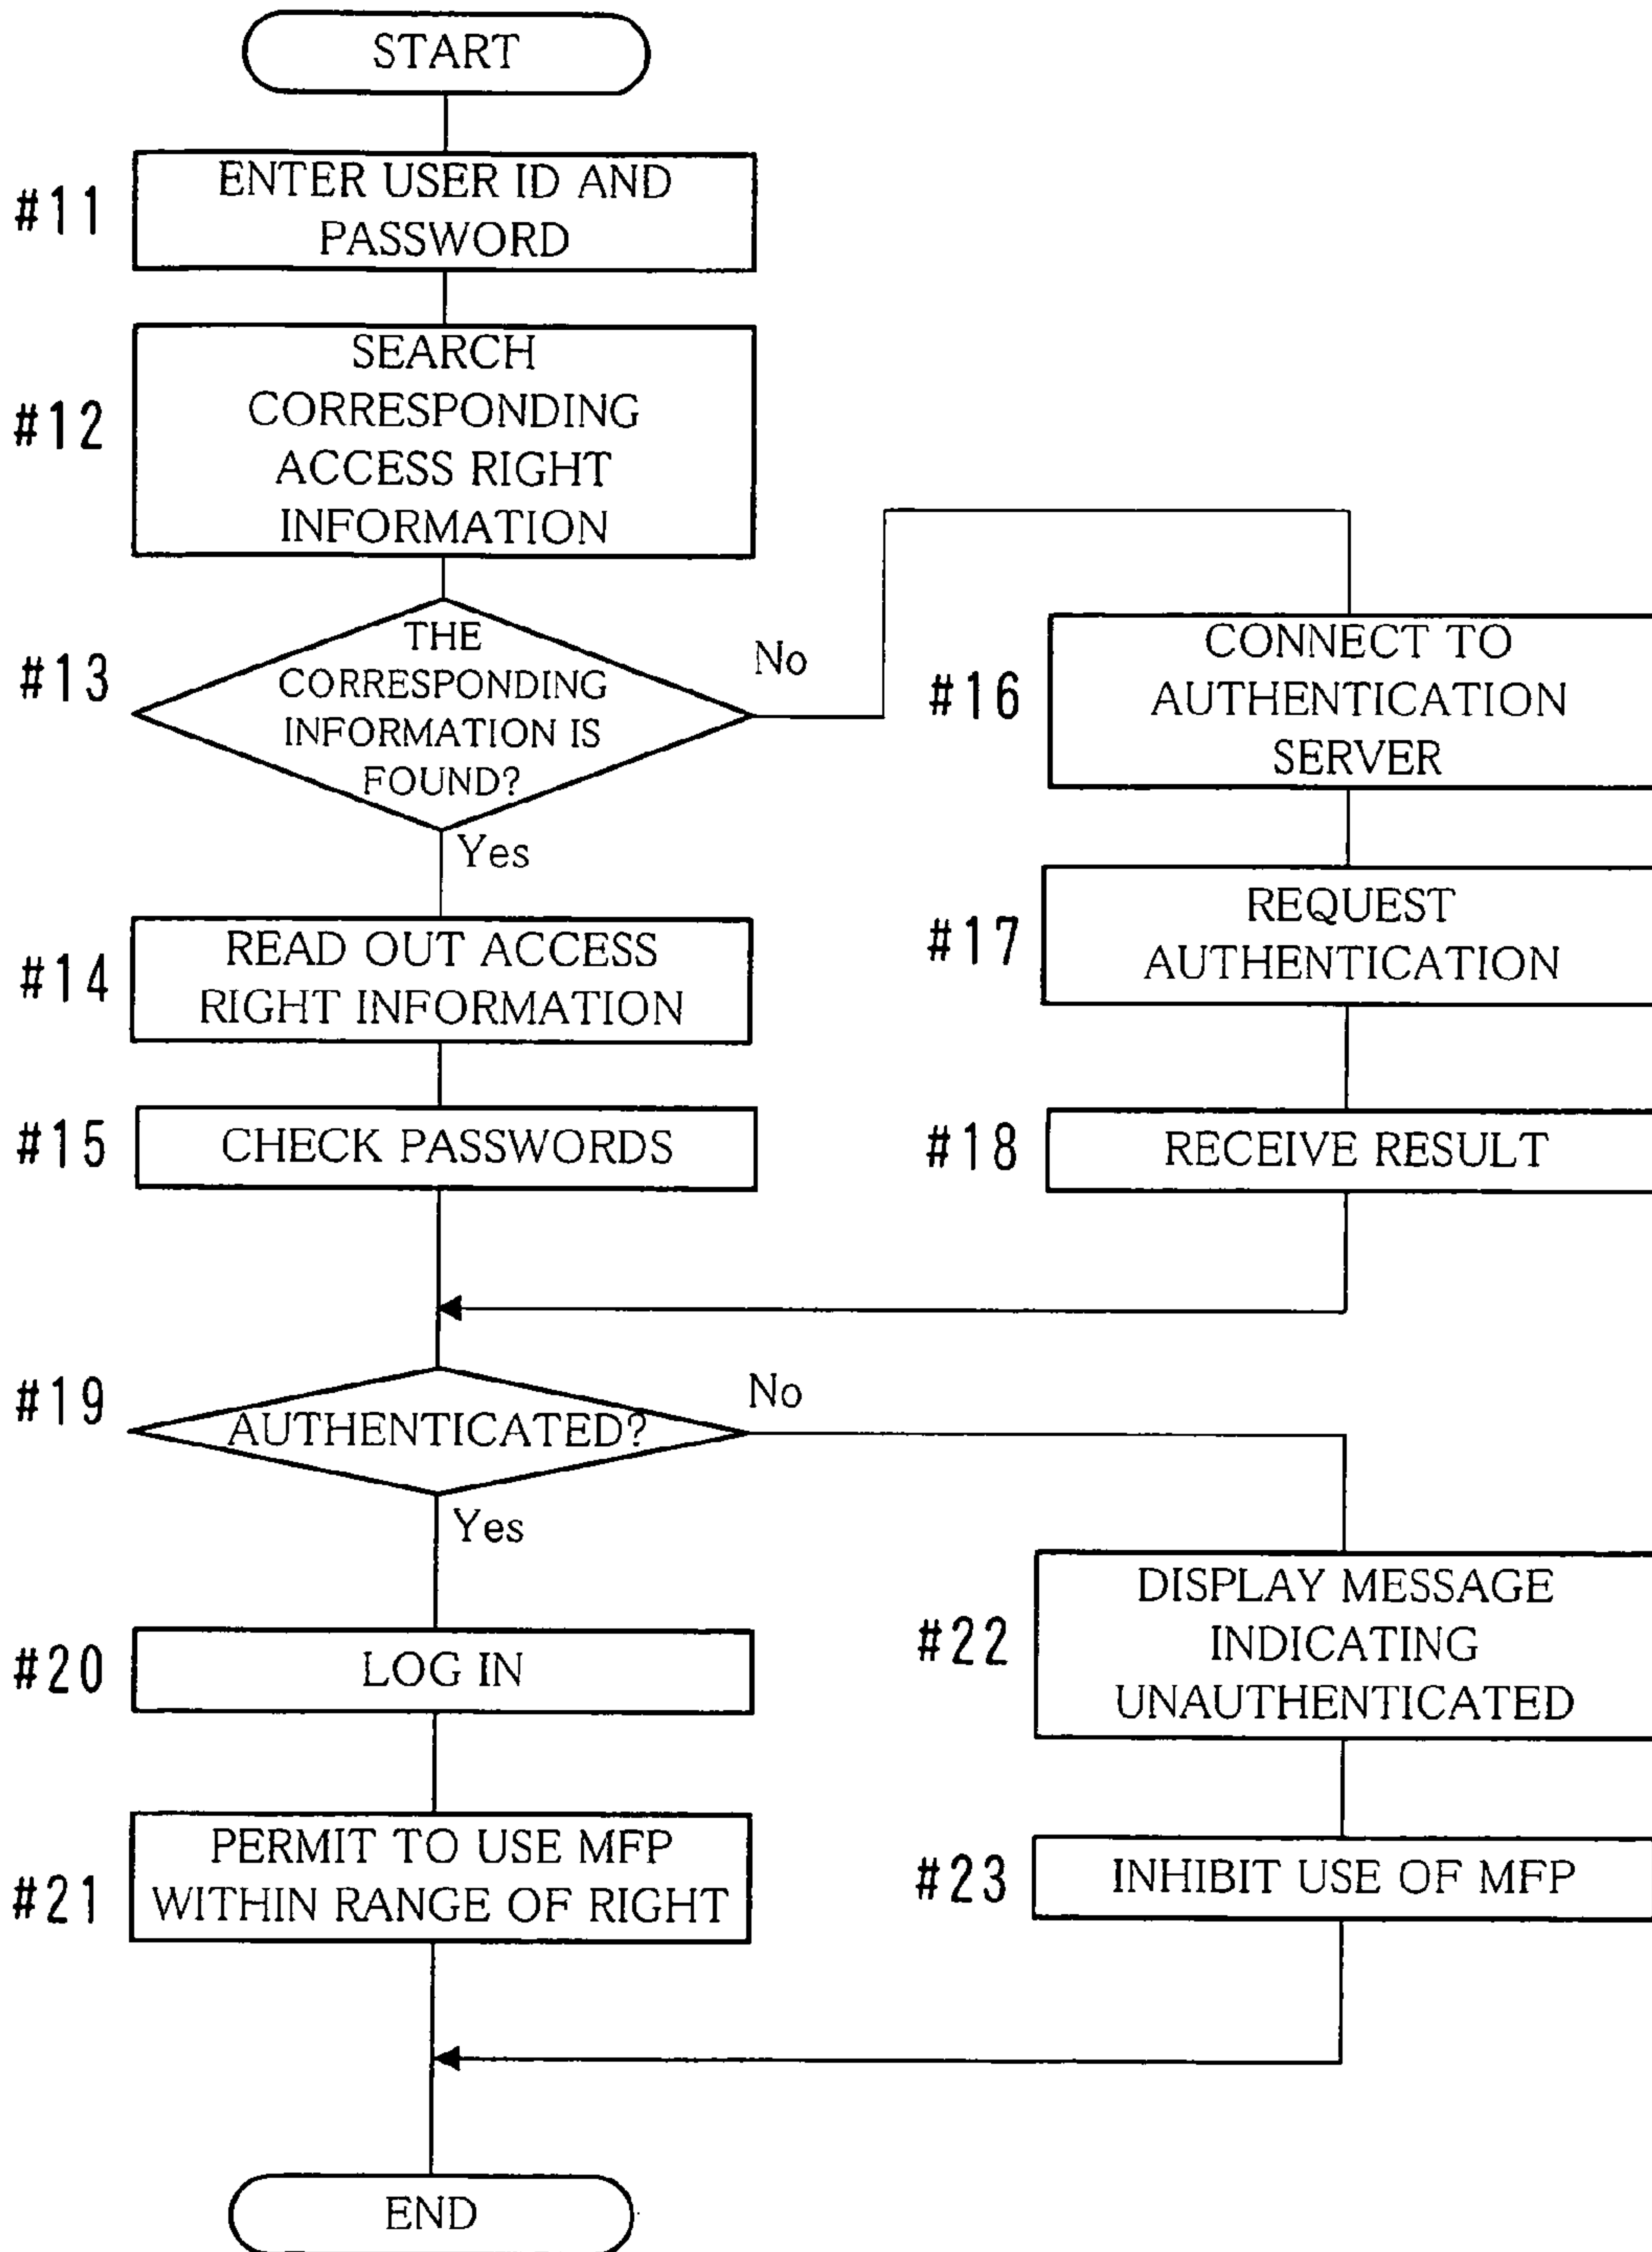 START
#11
ENTER USER ID AND
PASSWORD
#12
SEARCH
CORRESPONDING
ACCESS RIGHT
INFORMATION
#13
THE
CORRESPONDING
INFORMATION IS
FOUND?
No
Yes
#14
READ OUT ACCESS
RIGHT INFORMATION
#15
CHECK PASSWORDS
#16
CONNECT TO
AUTHENTICATION
SERVER
#17
REQUEST
AUTHENTICATION
#18
RECEIVE RESULT
#19
AUTHENTICATED?
No
Yes
#20
LOG IN
#21
PERMIT TO USE MFP
WITHIN RANGE OF RIGHT
#22
DISPLAY MESSAGE
INDICATING
UNAUTHENTICATED
#23
INHIBIT USE OF MFP
END